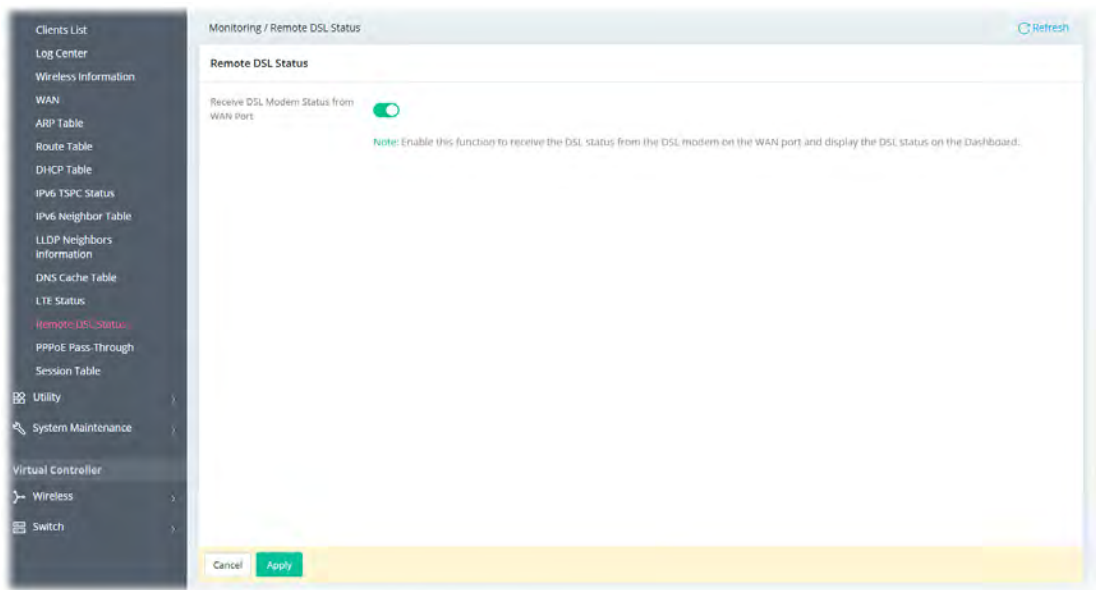 Clients List
Log Center
Wireless Information
WAN
ARP Table
Route Table
DHCP Table
IPv6 TSPC Status
IPv6 Neighbor Table
LLDP Neighbors
Information
DNS Cache Table
LTE Status
Remote DSL Status
PPPoE Pass-Through
Session Table
Utility
System Maintenance
Virtual Controller
Wireless
Switch
Monitoring / Remote DSL Status
Refresh
Remote DSL Status
Receive DSL Modem Status from
WAN Port
Note: Enable this function to receive the DSL status from the DSL modem on the WAN port and display the DSL status on the Dashboard.
Cancel
Apply